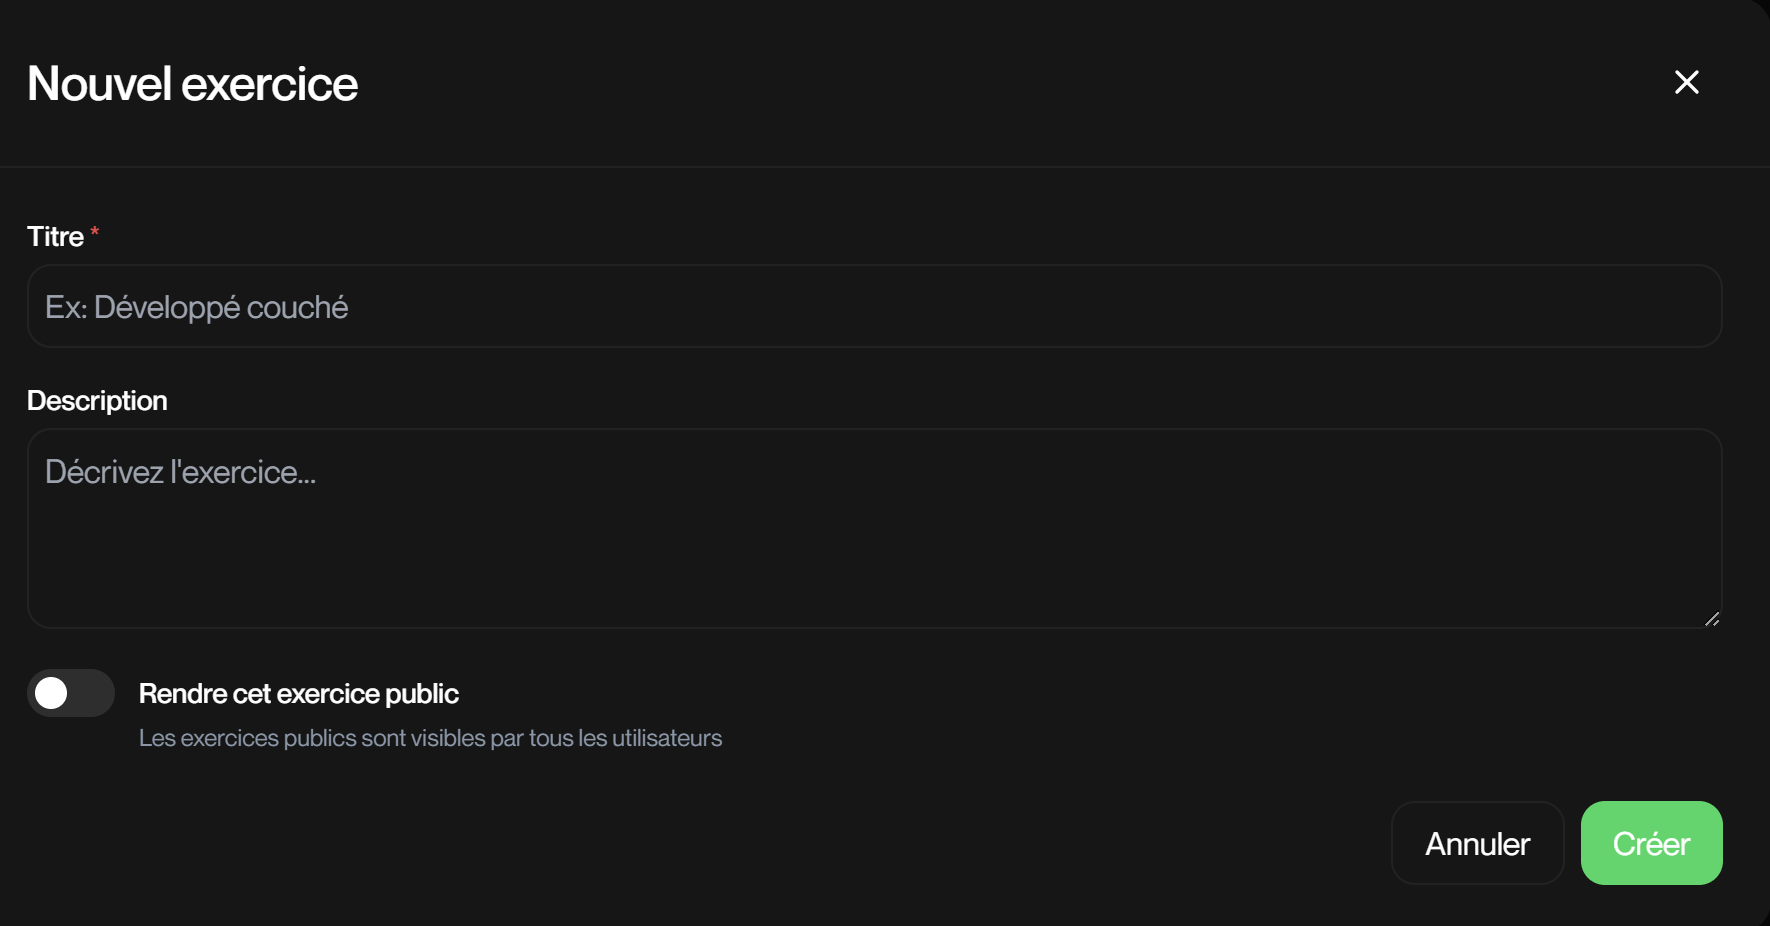 Nouvel exercice
Titre *
Ex: Développé couché
Description
Décrivez l'exercice...
Rendre cet exercice public
Les exercices publics sont visibles par tous les utilisateurs
Annuler
Créer